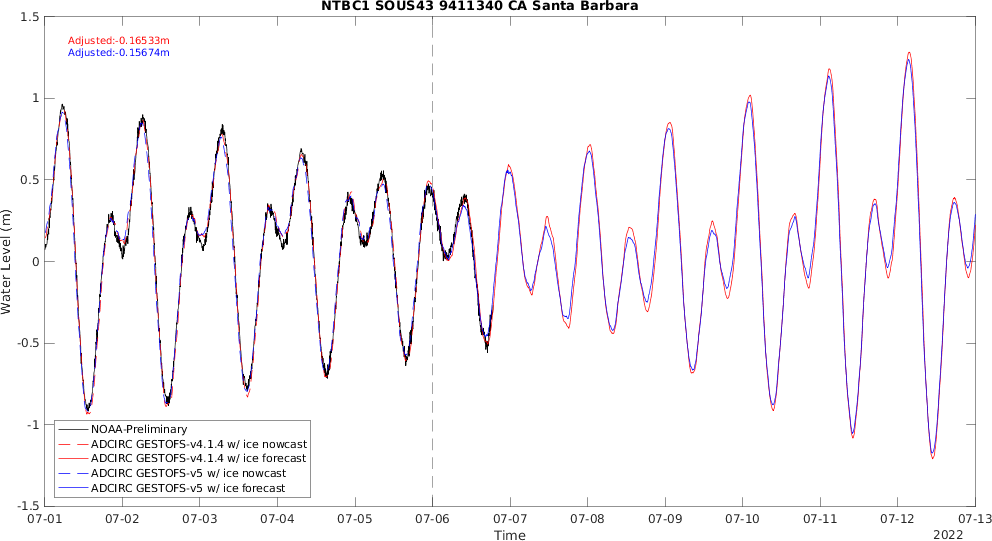 NTBC1 SOUS43 9411340 CA Santa Barbara
Adjusted:-0.16533m
Adjusted:-0.15674m
1.5
1
0.5
0
-0.5
-1
-1.5
Water Level (m)
NOAA-Preliminary
ADCIRC GESTOFS-v4.1.4 w/ ice nowcast
ADCIRC GESTOFS-v4.1.4 w/ ice forecast
ADCIRC GESTOFS-v5 w/ ice nowcast
ADCIRC GESTOFS-v5 w/ ice forecast
07-01 07-02 07-03 07-04 07-05 07-06 07-07 07-08 07-09 07-10 07-11 07-12 07-13
Time
2022